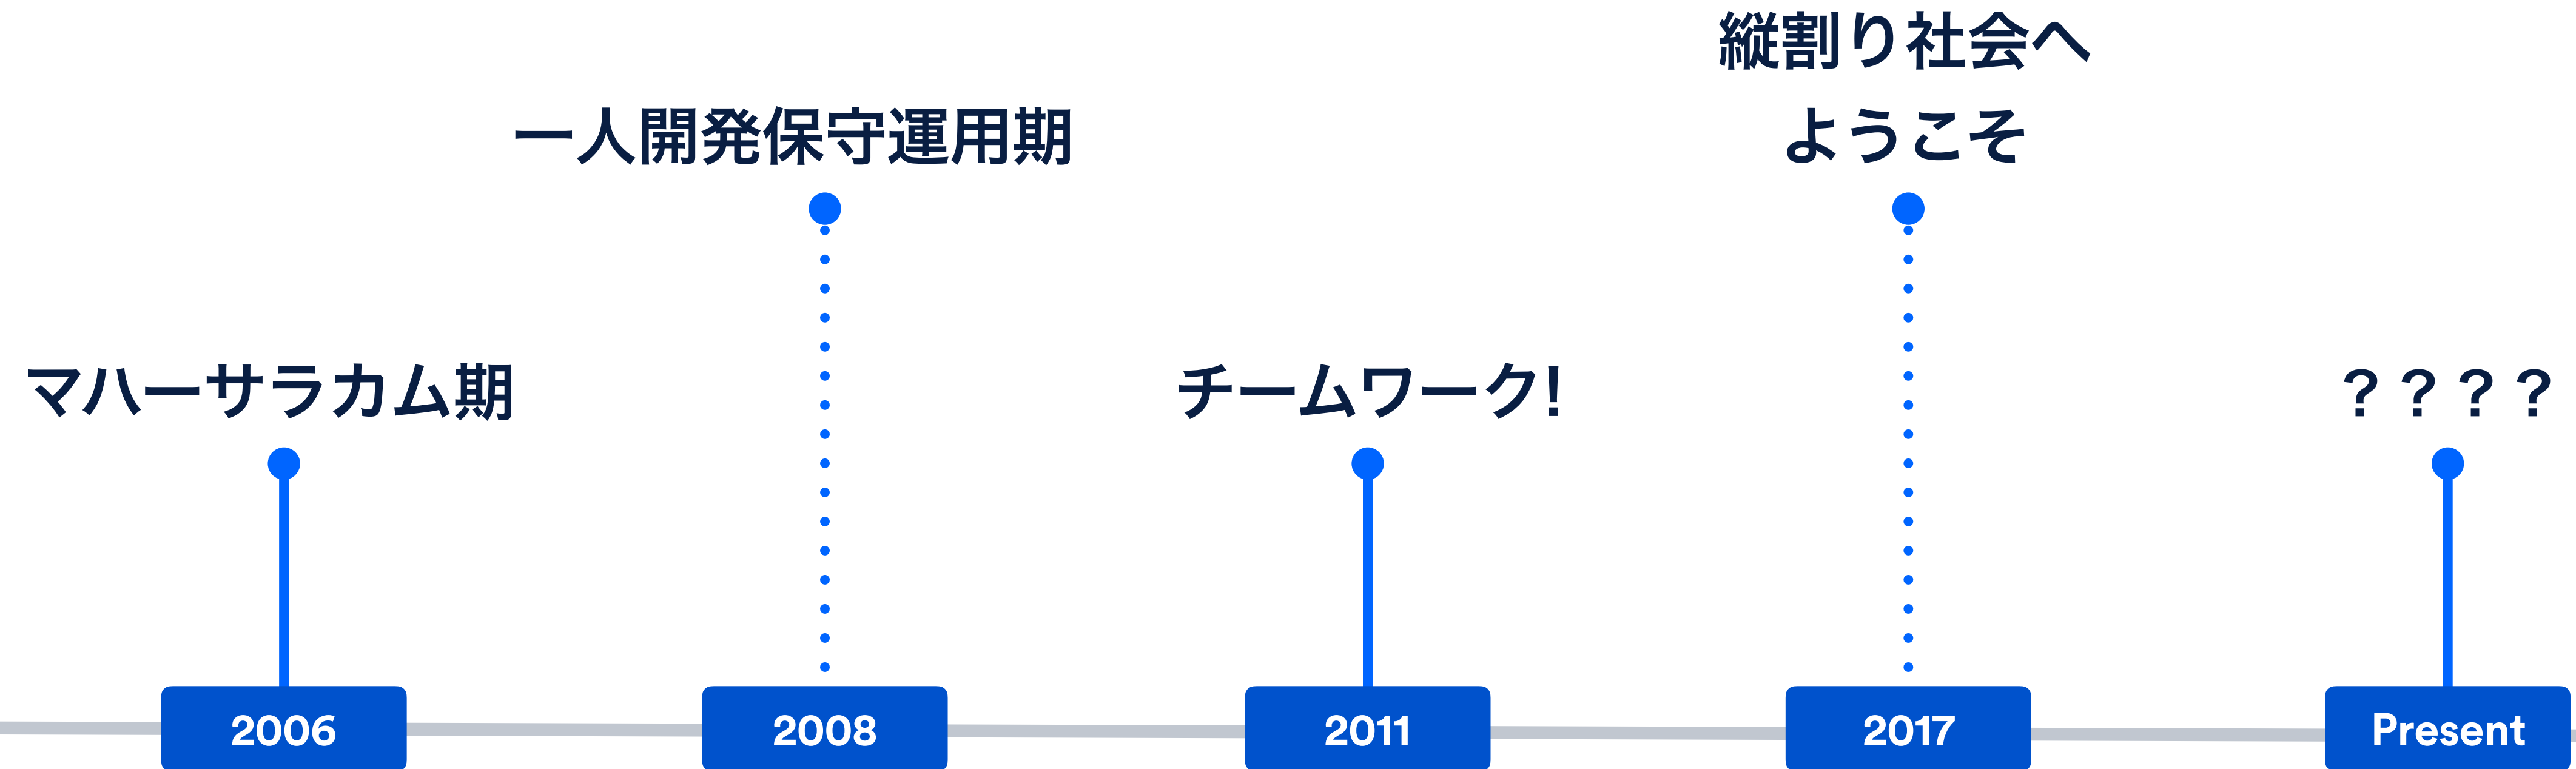 縦割り社会へ
ようこそ
一人開発保守運用期
マハーサラカム期
チームワーク!
????
2006
2008
2011
2017
Present